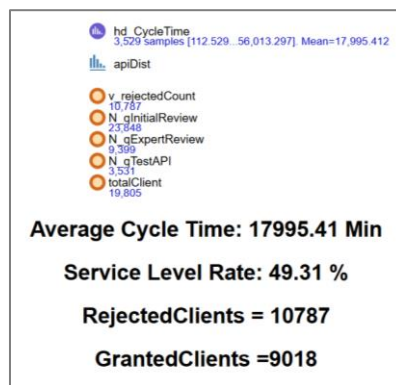 hd_CycleTime
3,529 samples [112.529...56,013.297]. Mean=17,995.412
apiDist
v_rejectedCount
10,787
N_qInitialReview
23,848
N_qExpertReview
9,399
N_qTestAPI
3,531
totalClient
19,805
Average Cycle Time: 17995.41 Min
Service Level Rate: 49.31 %
RejectedClients = 10787
GrantedClients =9018